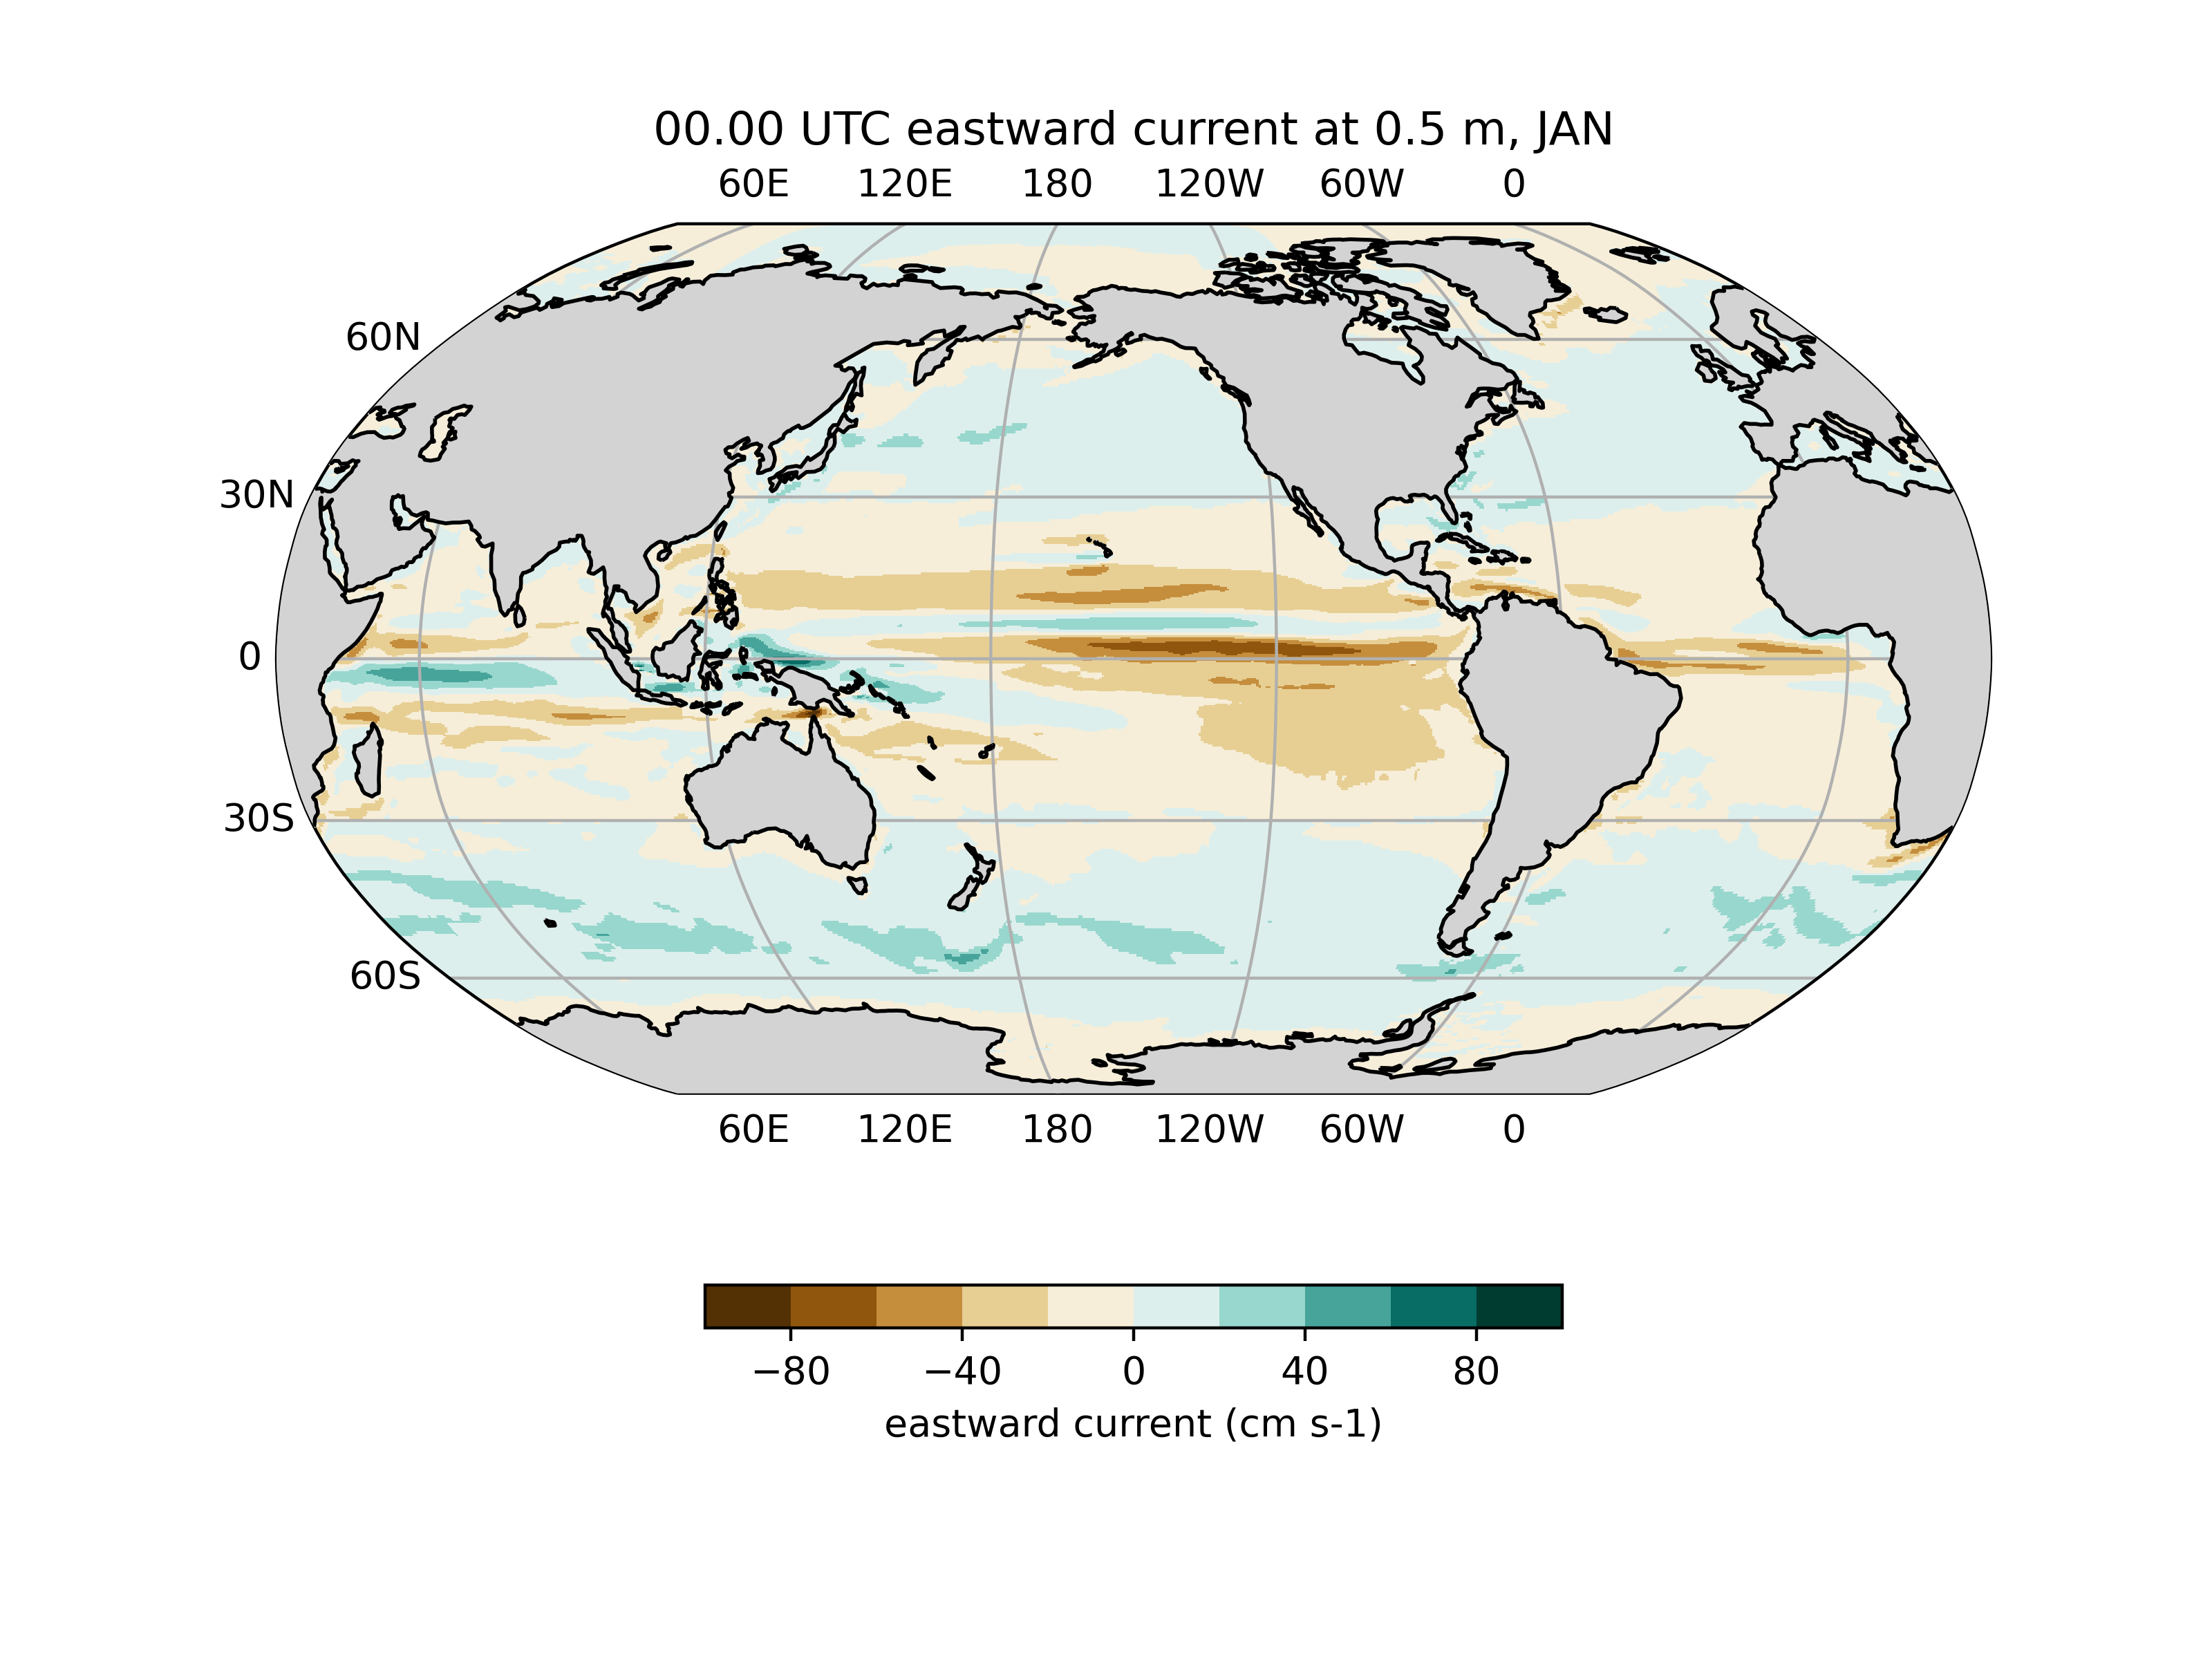 00.00 UTC eastward current at 0.5 m, JAN
60E 120E 180 120W 60W 0
60N
30N
0
30S
60S
60E 120E 180 120W 60W 0
−80 −40 0 40 80
eastward current (cm s-1)